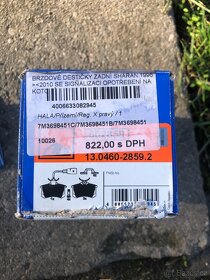 BRZDOVÉ DESTIČKY ZADNÍ SHARAN 1996
=<2010 SE SIGNALIZACÍ OPOTŘEBENÍ NA
KOTO
4006633082945
HALA/Přízemí/Reg. X pravý / 1
7M3698451C/7M3698451B/7M3698451
10026
822,00 s DPH
13.0460-2859.2